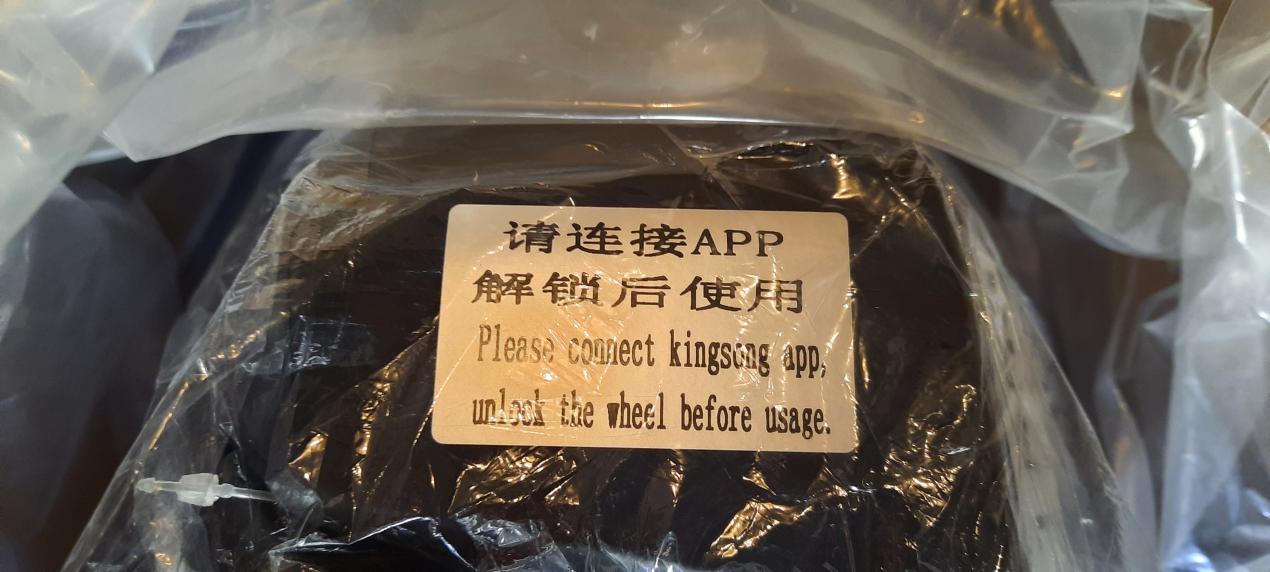 请连接APP
解锁后使用
Please connect kingsong app,
unlock the wheel before usage.